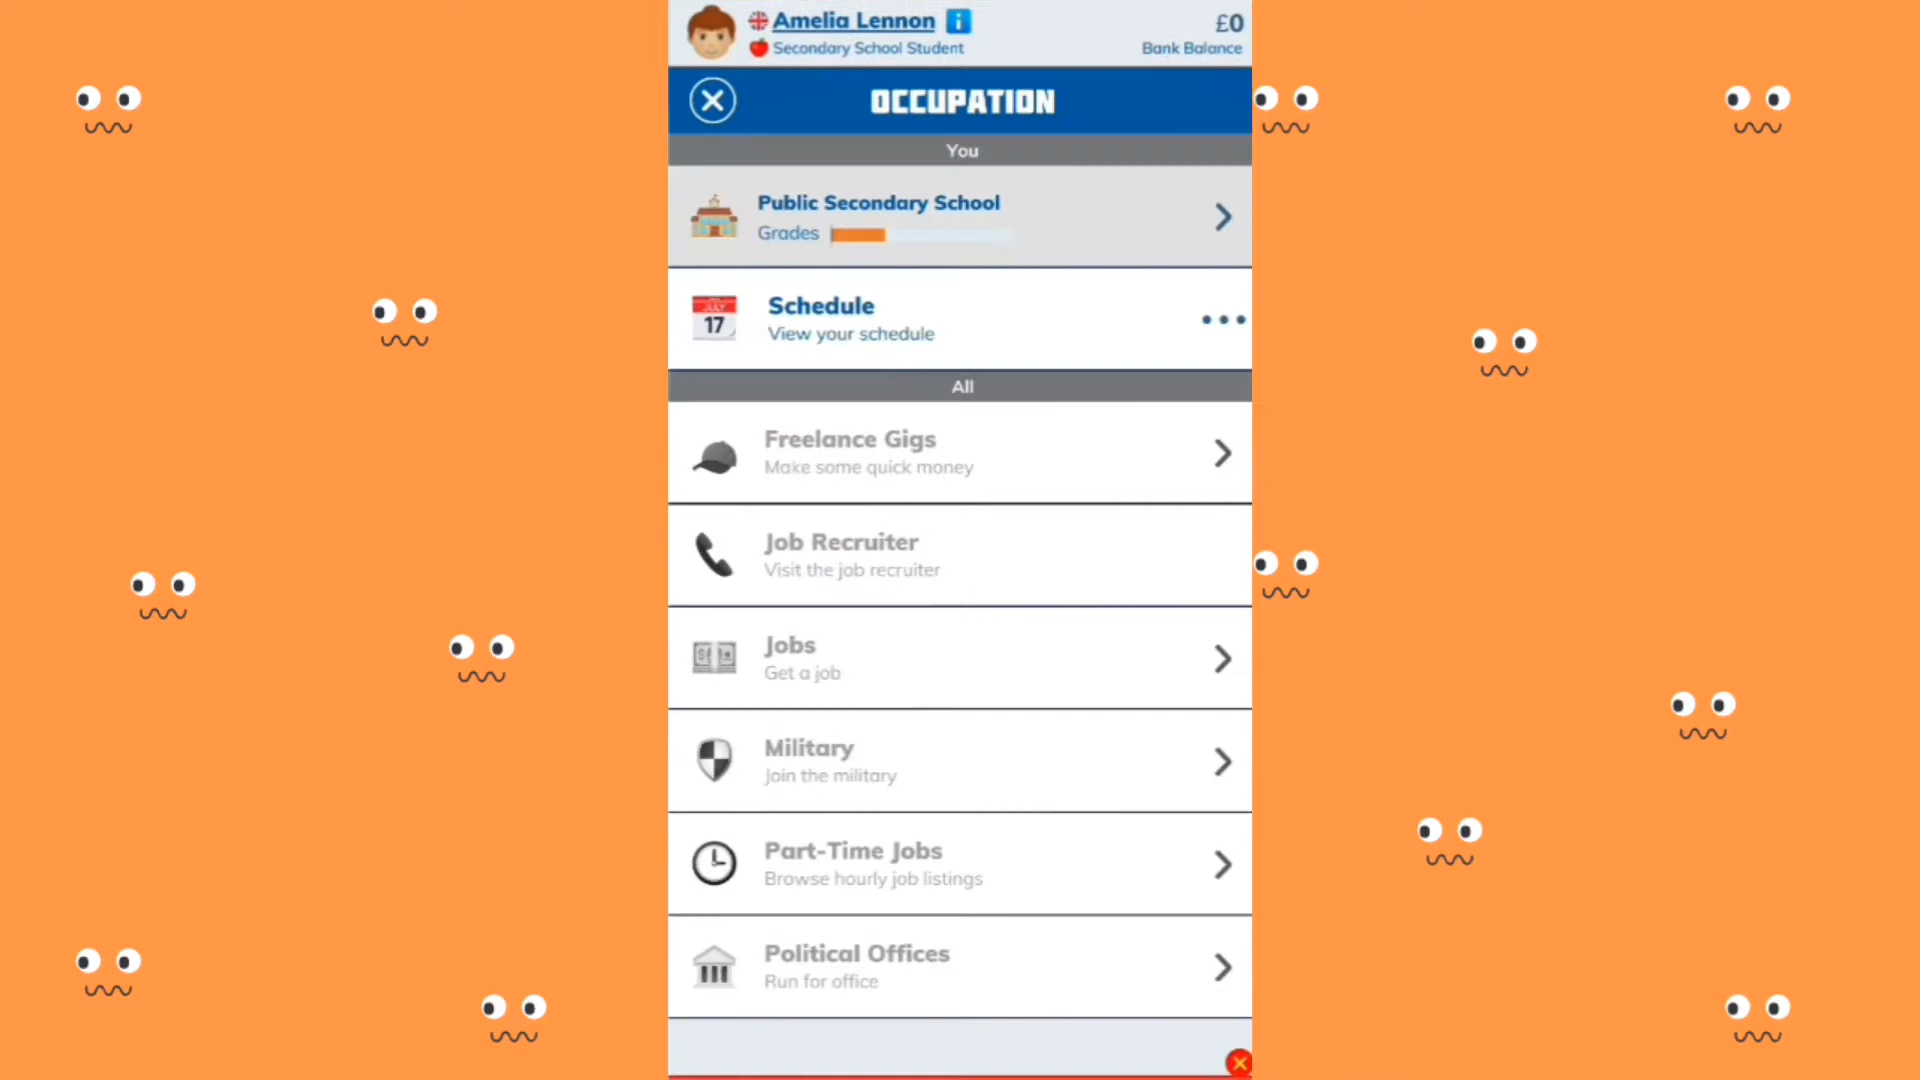 Amelia Lennon
£0
Secondary School Student
Bank Balance
OCCUPATION
You
Public Secondary School
Grades
Schedule
View your schedule
JULY
17
All
Freelance Gigs
Make some quick money
Job Recruiter
Visit the job recruiter
Jobs
Get a job
Military
Join the military
Part-Time Jobs
Browse hourly job listings
Political Offices
Run for office